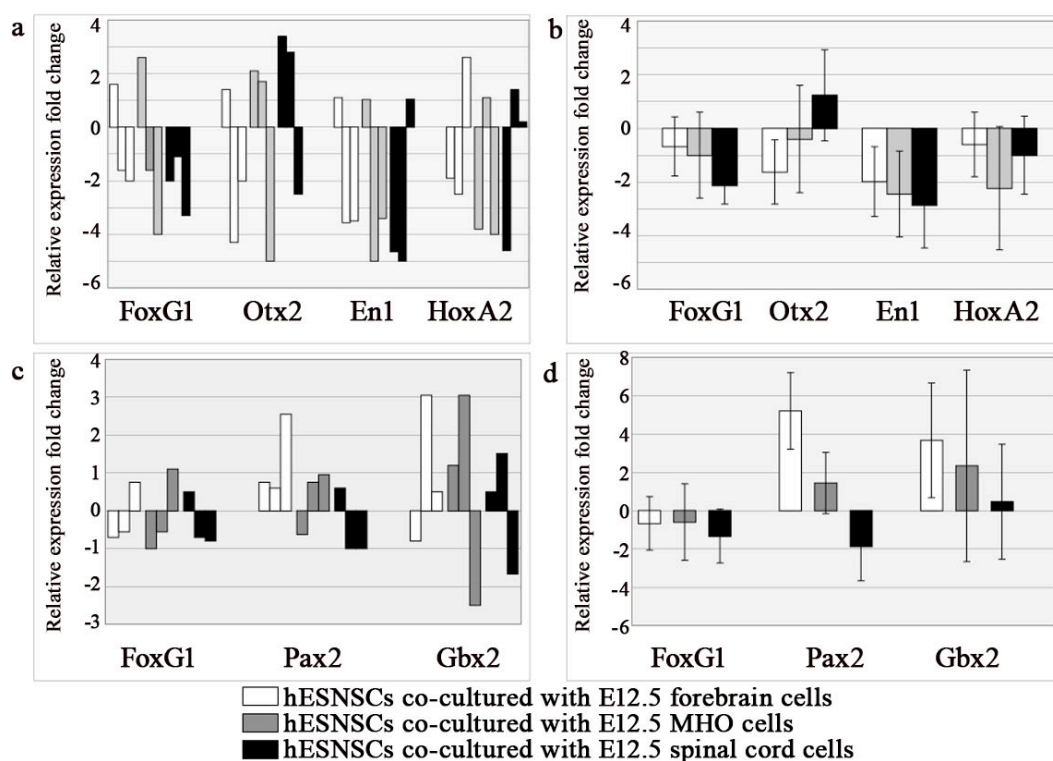 a
Relative expression fold change
4
2
0
-2
-4
-6
FoxG1 Otx2 En1 HoxA2
b
Relative expression fold change
4
2
0
-2
-4
-6
FoxG1 Otx2 En1 HoxA2
c
Relative expression fold change
4
3
2
1
0
-1
-2
-3
FoxG1 Pax2 Gbx2
d
Relative expression fold change
8
6
4
2
0
-2
-4
-6
FoxG1 Pax2 Gbx2
hESNSCs co-cultured with E12.5 forebrain cells
hESNSCs co-cultured with E12.5 MHO cells
hESNSCs co-cultured with E12.5 spinal cord cells